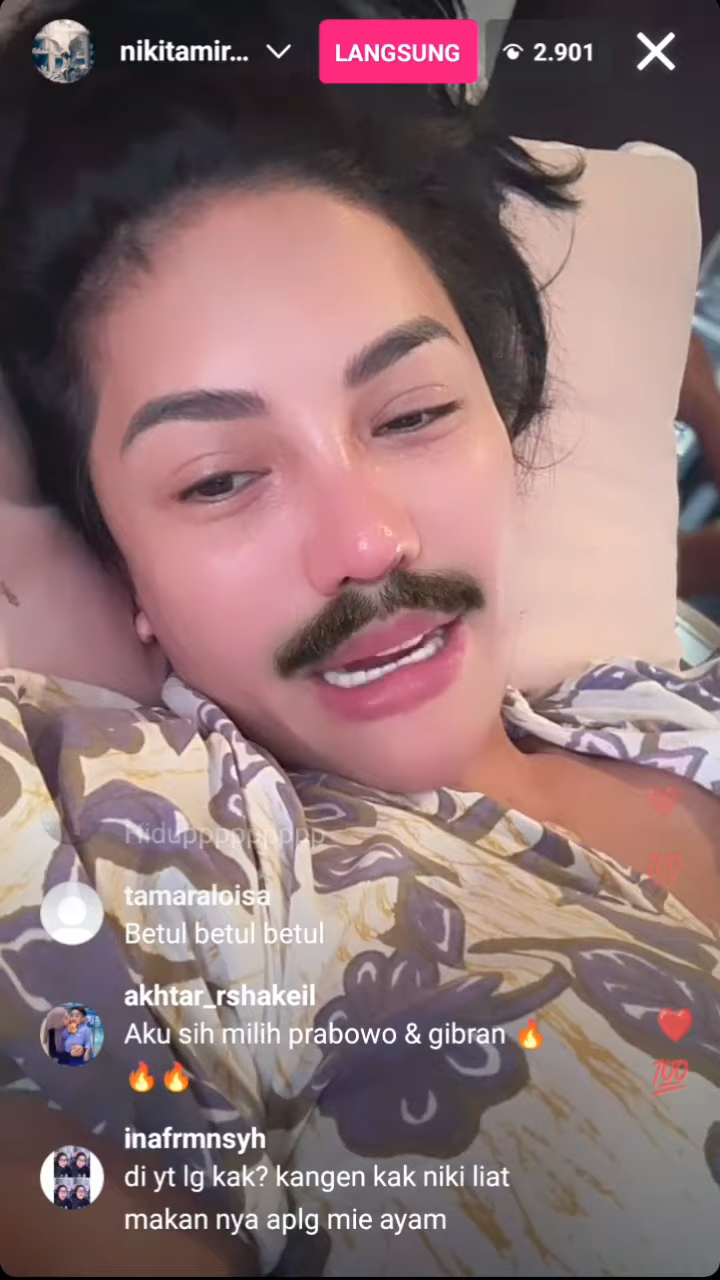 nikitamir...
LANGSUNG
2.901
Hidupppppppp
tamaraloisa
Betul betul betul
akhtar_rshakeil
Aku sih milih prabowo & gibran 🔥
🔥🔥
inafrmnsyh
di yt lg kak? kangen kak niki liat
makan nya aplg mie ayam
💯